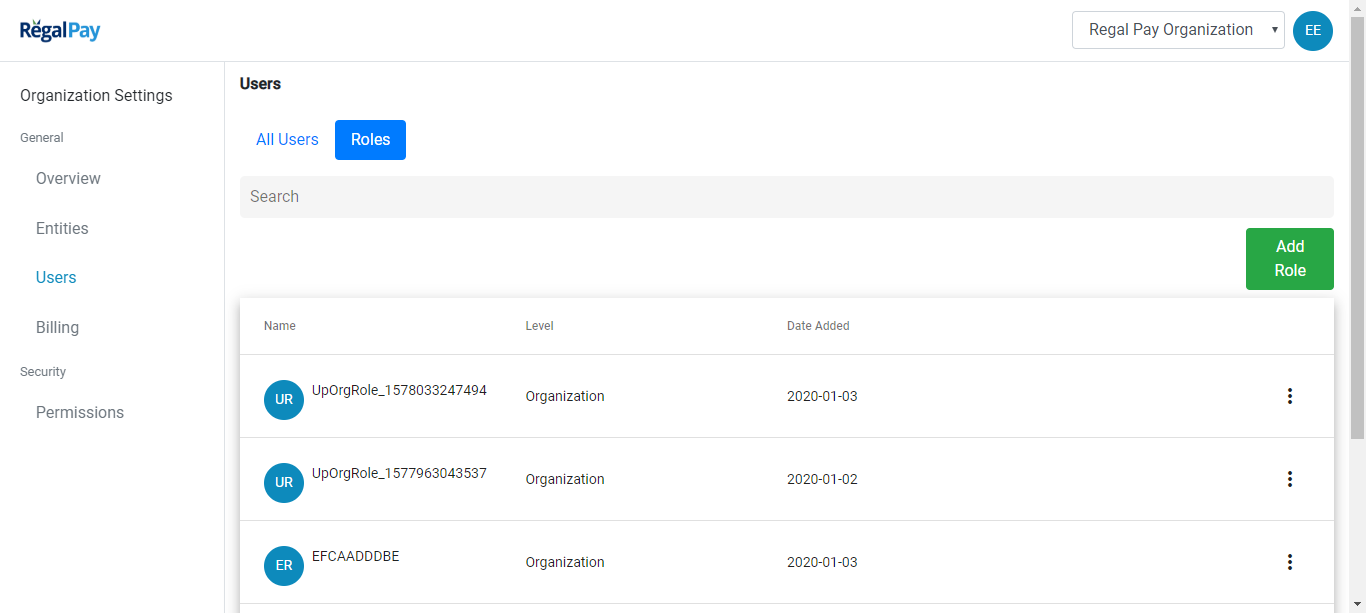 RegalPay
Regal Pay Organization
EE
Organization Settings
General
Overview
Entities
Users
Billing
Security
Permissions
Users
All Users Roles
Search
Add
Role
Name Level Date Added
UR UpOrgRole_1578033247494 Organization 2020-01-03
UR UpOrgRole_1577963043537 Organization 2020-01-02
ER EFCAADDDBE Organization 2020-01-03